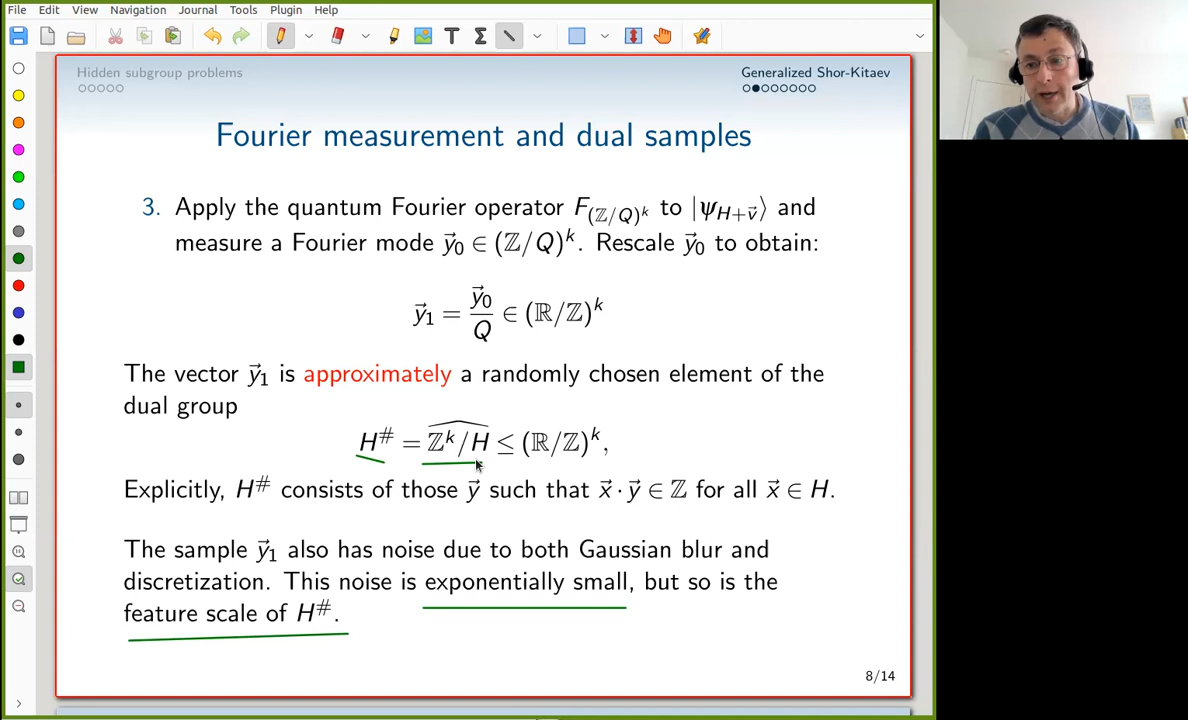 File Edit View Navigation Journal Tools Plugin Help
Hidden subgroup problems
Generalized Shor-Kitaev
Fourier measurement and dual samples
3. Apply the quantum Fourier operator F_{(ℤ/Q)^k} to |ψ_{H+v⃗}⟩ and
measure a Fourier mode y⃗₀ ∈ (ℤ/Q)^k. Rescale y⃗₀ to obtain:
y⃗₁ = y⃗₀/Q ∈ (ℝ/ℤ)^k
The vector y⃗₁ is approximately a randomly chosen element of the
dual group
H^# = \widehat{ℤ^k/H} ≤ (ℝ/ℤ)^k,
Explicitly, H^# consists of those y⃗ such that x⃗ · y⃗ ∈ ℤ for all x⃗ ∈ H.
The sample y⃗₁ also has noise due to both Gaussian blur and
discretization. This noise is exponentially small, but so is the
feature scale of H^#.
8/14